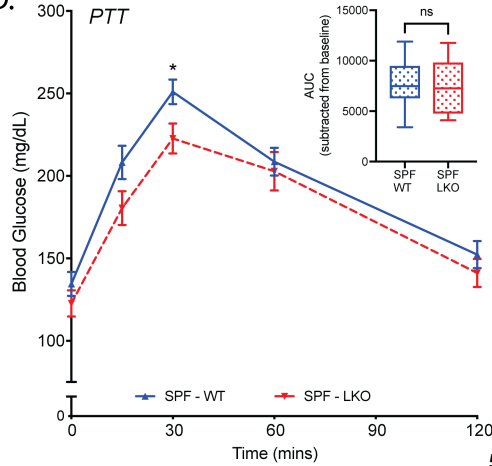 D.
PTT
*
Blood Glucose (mg/dL)
300
250
200
150
100
0
0
30
60
90
120
Time (mins)
SPF - WT
SPF - LKO
ns
AUC
(subtracted from baseline)
15000
10000
5000
0
SPF
WT
SPF
LKO